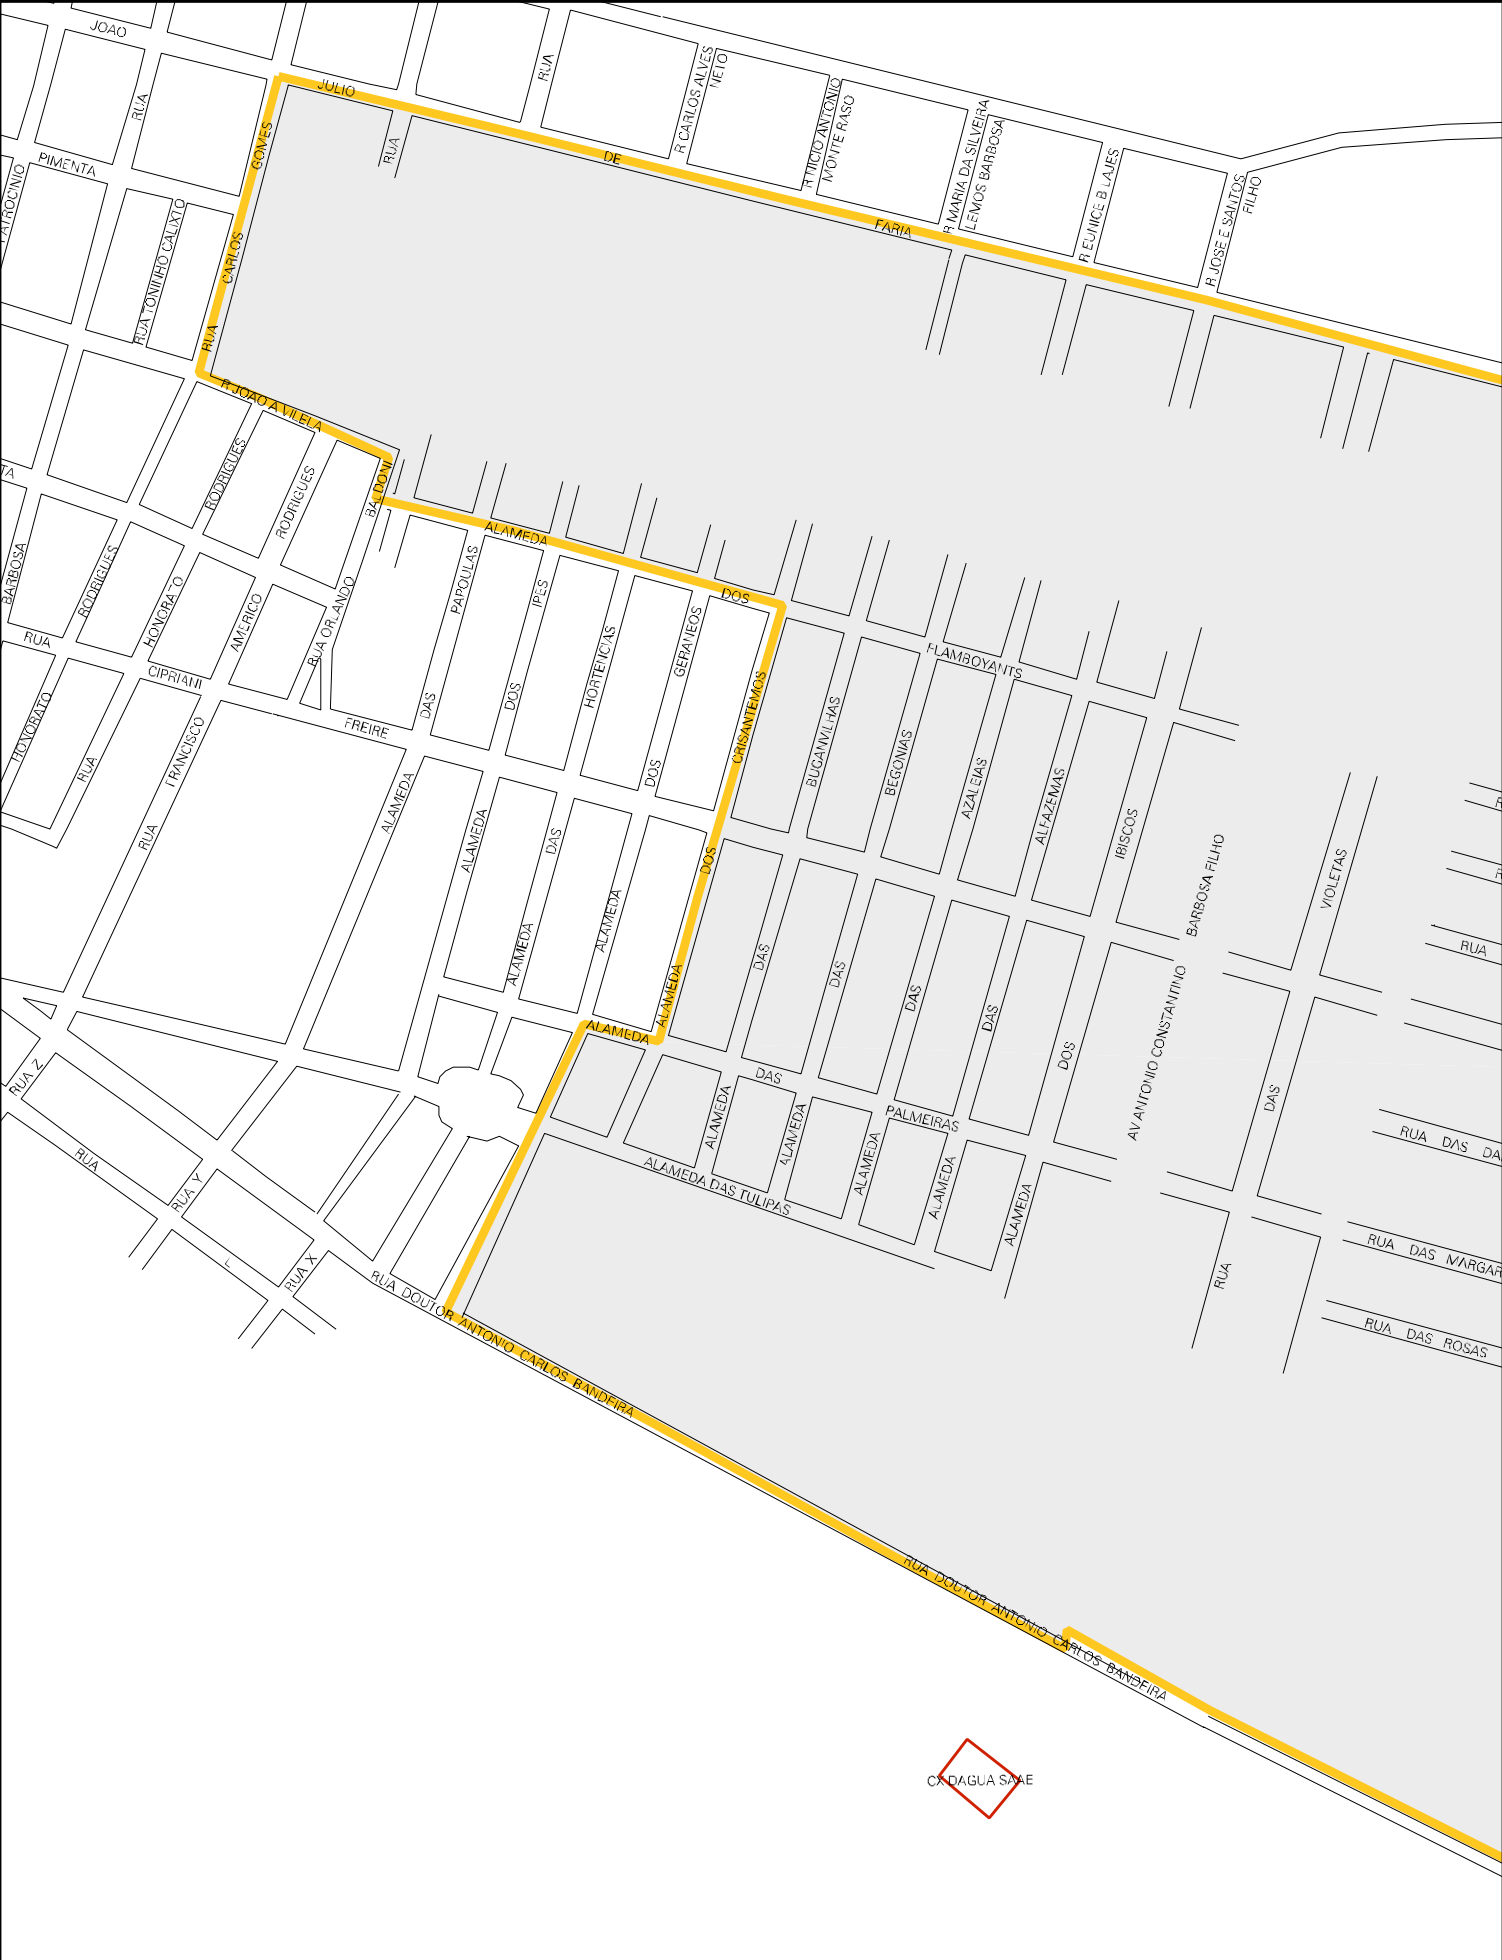 JOAO
RUA
PIMENTA
RUA TONINHO CALIXTO
RUA CARLOS GOMES
JULIO DE FARIA
RUA
RUA
R CARLOS ALVES
NETO
MONTE RASO
R MARIA DA SILVEIRA
LEMOS BARBOSA
R EUNICE B LAJES
R JOSE E SANTOS
FILHO
R JOAO A VILELA
BALDONI
RUA ORLANDO
RODRIGUES
RODRIGUES
BARBOSA
RODRIGUES
HONORATO
AMERICO
RUA
CIPRIANI
FREIRE
HONORATO
RUA
RUA
FRANCISCO
ALAMEDA
DOS
FLAMBOYANTS
PAPOULAS
DAS
ALAMEDA
IPES
DOS
ALAMEDA
HORTENCIAS
DAS
ALAMEDA
GERANEOS
DOS
ALAMEDA
CRISANTEMOS
DOS
ALAMEDA
BUGANVILHAS
DAS
ALAMEDA
BEGONIAS
DAS
ALAMEDA
AZALEIAS
DAS
ALAMEDA
ALFAZEMAS
DAS
ALAMEDA
IBISCOS
DOS
ALAMEDA
AV ANTONIO CONSTANTINO
BARBOSA FILHO
VIOLETAS
DAS
RUA
ALAMEDA
DAS
PALMEIRAS
ALAMEDA DAS TULIPAS
RUA
RUA DAS
RUA DAS
RUA DAS ROSAS
RUA Z
RUA
RUA Y
L
RUA X
RUA DOUTOR ANTONIO CARLOS BANDEIRA
RUA DOUTOR ANTONIO CARLOS BANDEIRA
CX DAGUA SAAE